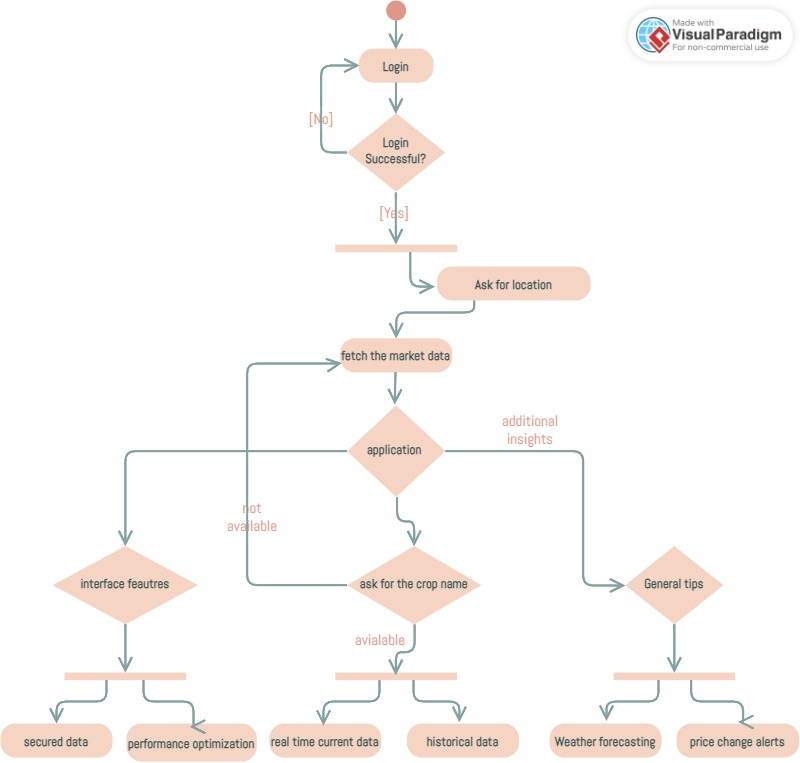 Made with
VisualParadigm
For non-commercial use
Login
[No]
Login
Successful?
[Yes]
Ask for location
fetch the market data
additional
insights
application
not
available
interface feautres
ask for the crop name
General tips
avialable
secured data
performance optimization
real time current data
historical data
Weather forecasting
price change alerts